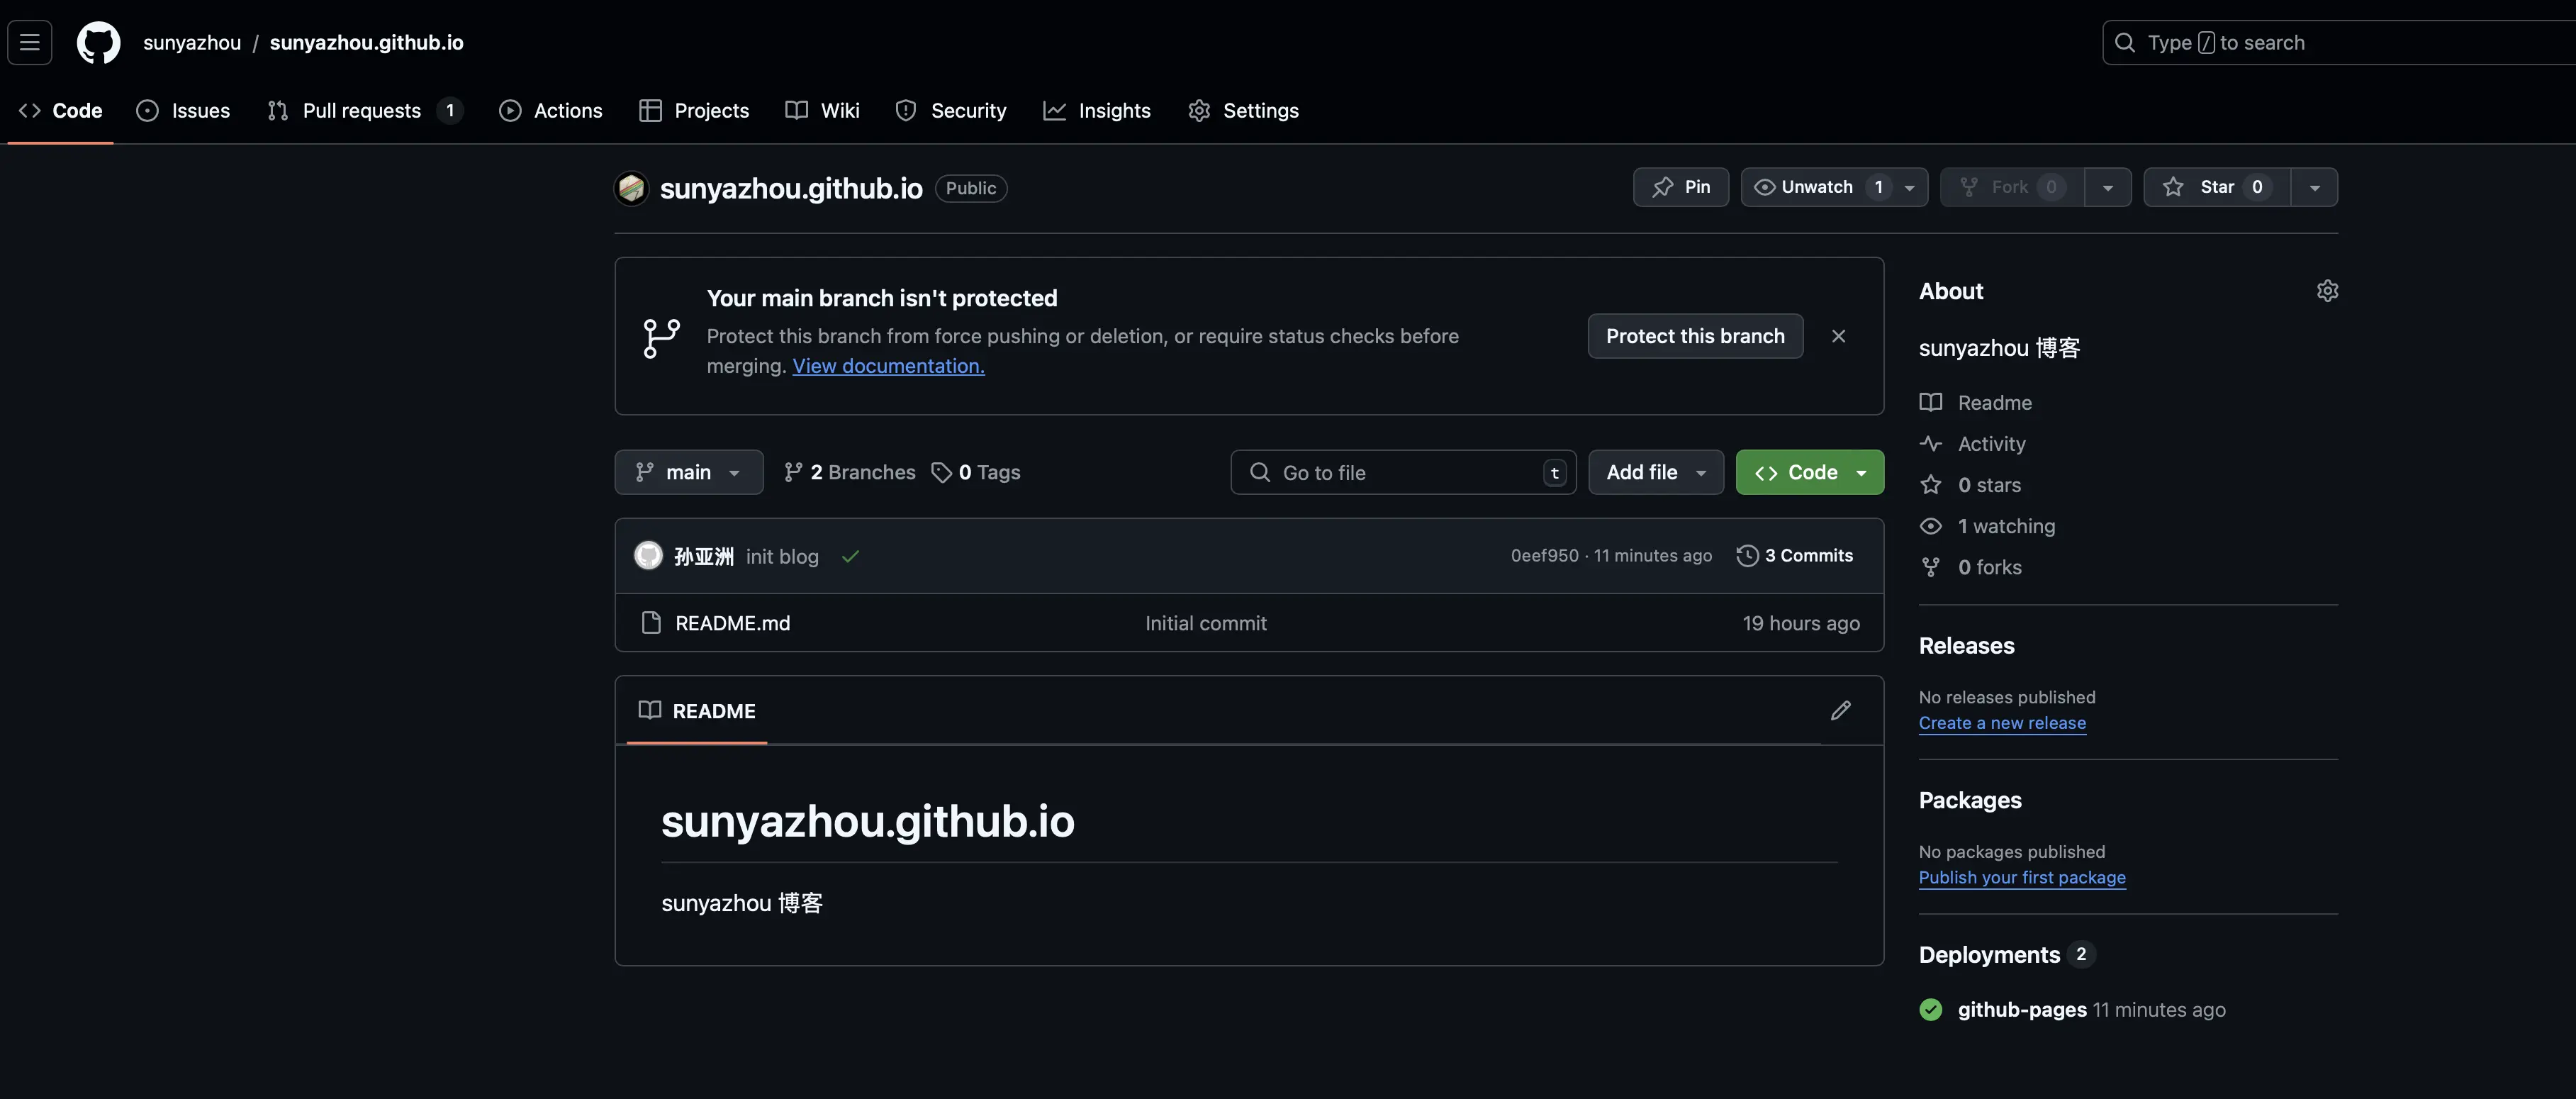 sunyazhou / sunyazhou.github.io
Type / to search
Code Issues Pull requests 1 Actions Projects Wiki Security Insights Settings
sunyazhou.github.io Public
Pin Unwatch 1 Fork 0 Star 0
Your main branch isn't protected
Protect this branch from force pushing or deletion, or require status checks before
merging. View documentation.
Protect this branch
main 2 Branches 0 Tags
Go to file t Add file Code
孙亚洲 init blog 0eef950 · 11 minutes ago 3 Commits
README.md Initial commit 19 hours ago
README
sunyazhou.github.io
sunyazhou 博客
About
sunyazhou 博客
Readme
Activity
0 stars
1 watching
0 forks
Releases
No releases published
Create a new release
Packages
No packages published
Publish your first package
Deployments 2
github-pages 11 minutes ago